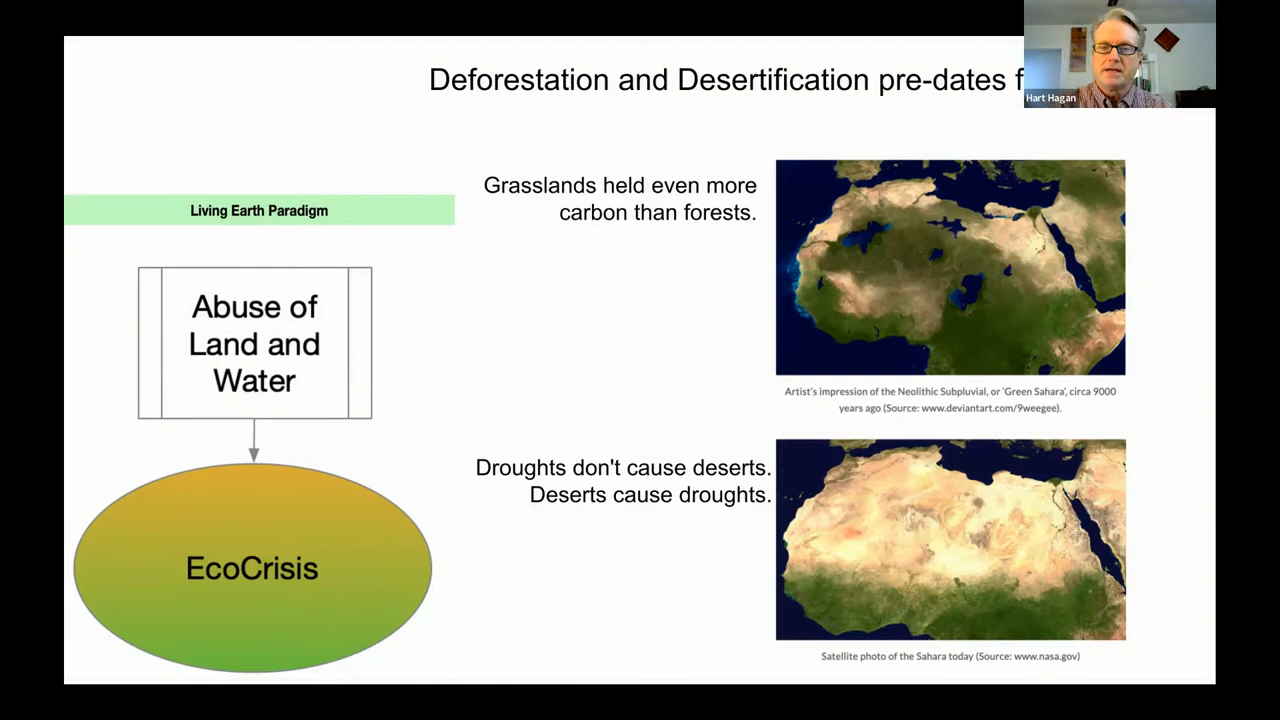 Deforestation and Desertification pre-dates
Hart Hagan
Grasslands held even more
carbon than forests.
Living Earth Paradigm
Abuse of
Land and
Water
EcoCrisis
Artist's impression of the Neolithic Subpluvial, or 'Green Sahara', circa 9000
years ago (Source: www.deviantart.com/9weegee).
Droughts don't cause deserts.
Deserts cause droughts.
Satellite photo of the Sahara today (Source: www.nasa.gov)